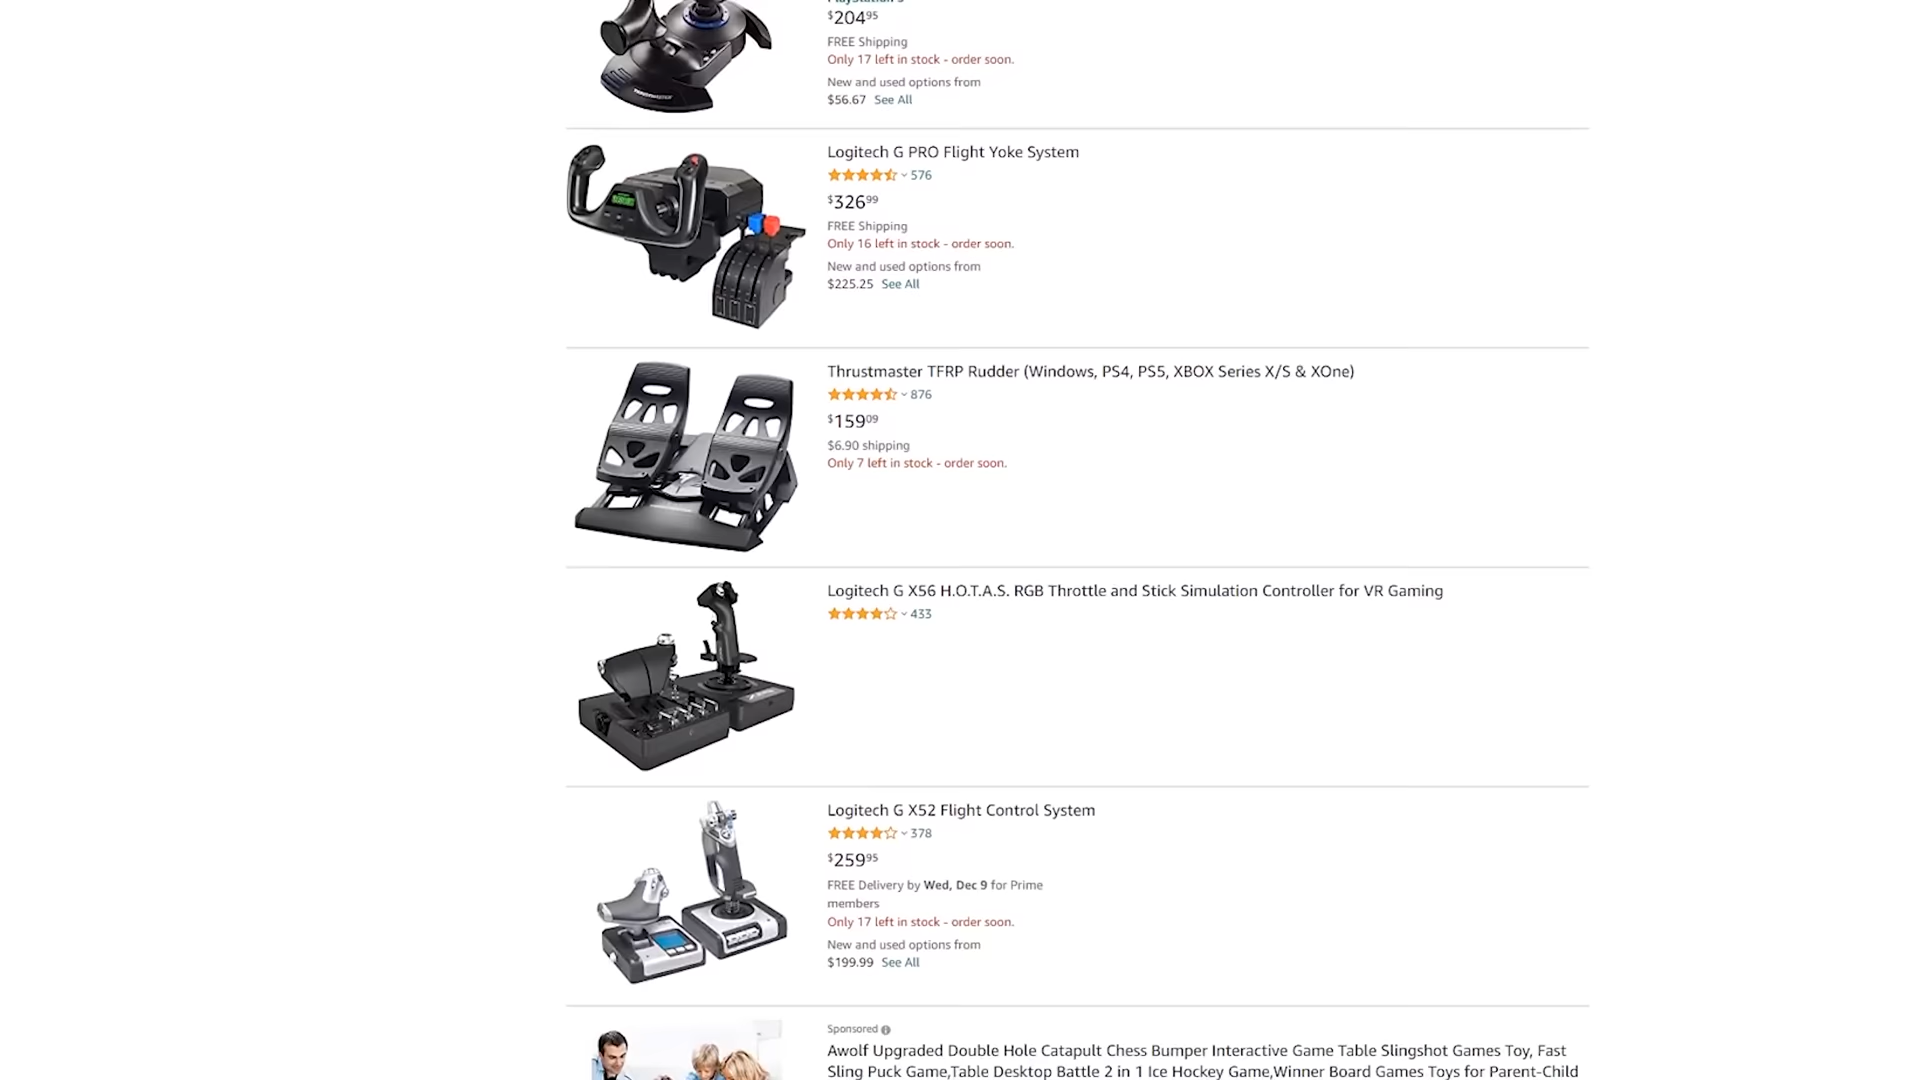 $204.95
FREE Shipping
Only 17 left in stock - order soon.
New and used options from
$56.67 See All
Logitech G PRO Flight Yoke System
576
$326.99
FREE Shipping
Only 16 left in stock - order soon.
New and used options from
$225.25 See All
Thrustmaster TFRP Rudder (Windows, PS4, PS5, XBOX Series X/S & XOne)
876
$159.09
$6.90 shipping
Only 7 left in stock - order soon.
Logitech G X56 H.O.T.A.S. RGB Throttle and Stick Simulation Controller for VR Gaming
433
Logitech G X52 Flight Control System
378
$259.95
FREE Delivery by Wed, Dec 9 for Prime
members
Only 17 left in stock - order soon.
New and used options from
$199.99 See All
Sponsored
Awolf Upgraded Double Hole Catapult Chess Bumper Interactive Game Table Slingshot Games Toy, Fast
Sling Puck Game,Table Desktop Battle 2 in 1 Ice Hockey Game,Winner Board Games Toys for Parent-Child